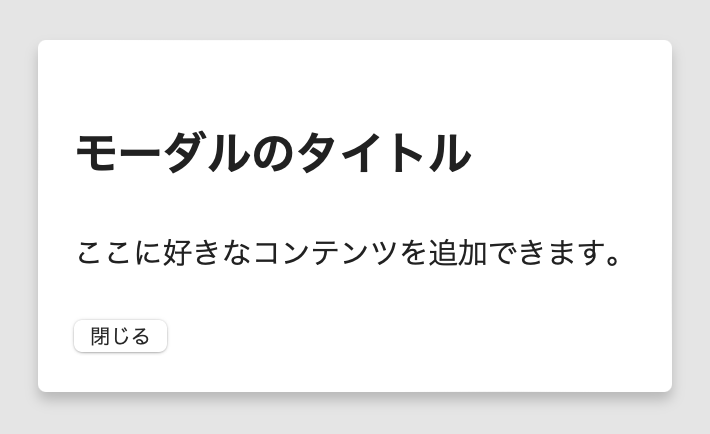 モーダルのタイトル
ここに好きなコンテンツを追加できます。
閉じる